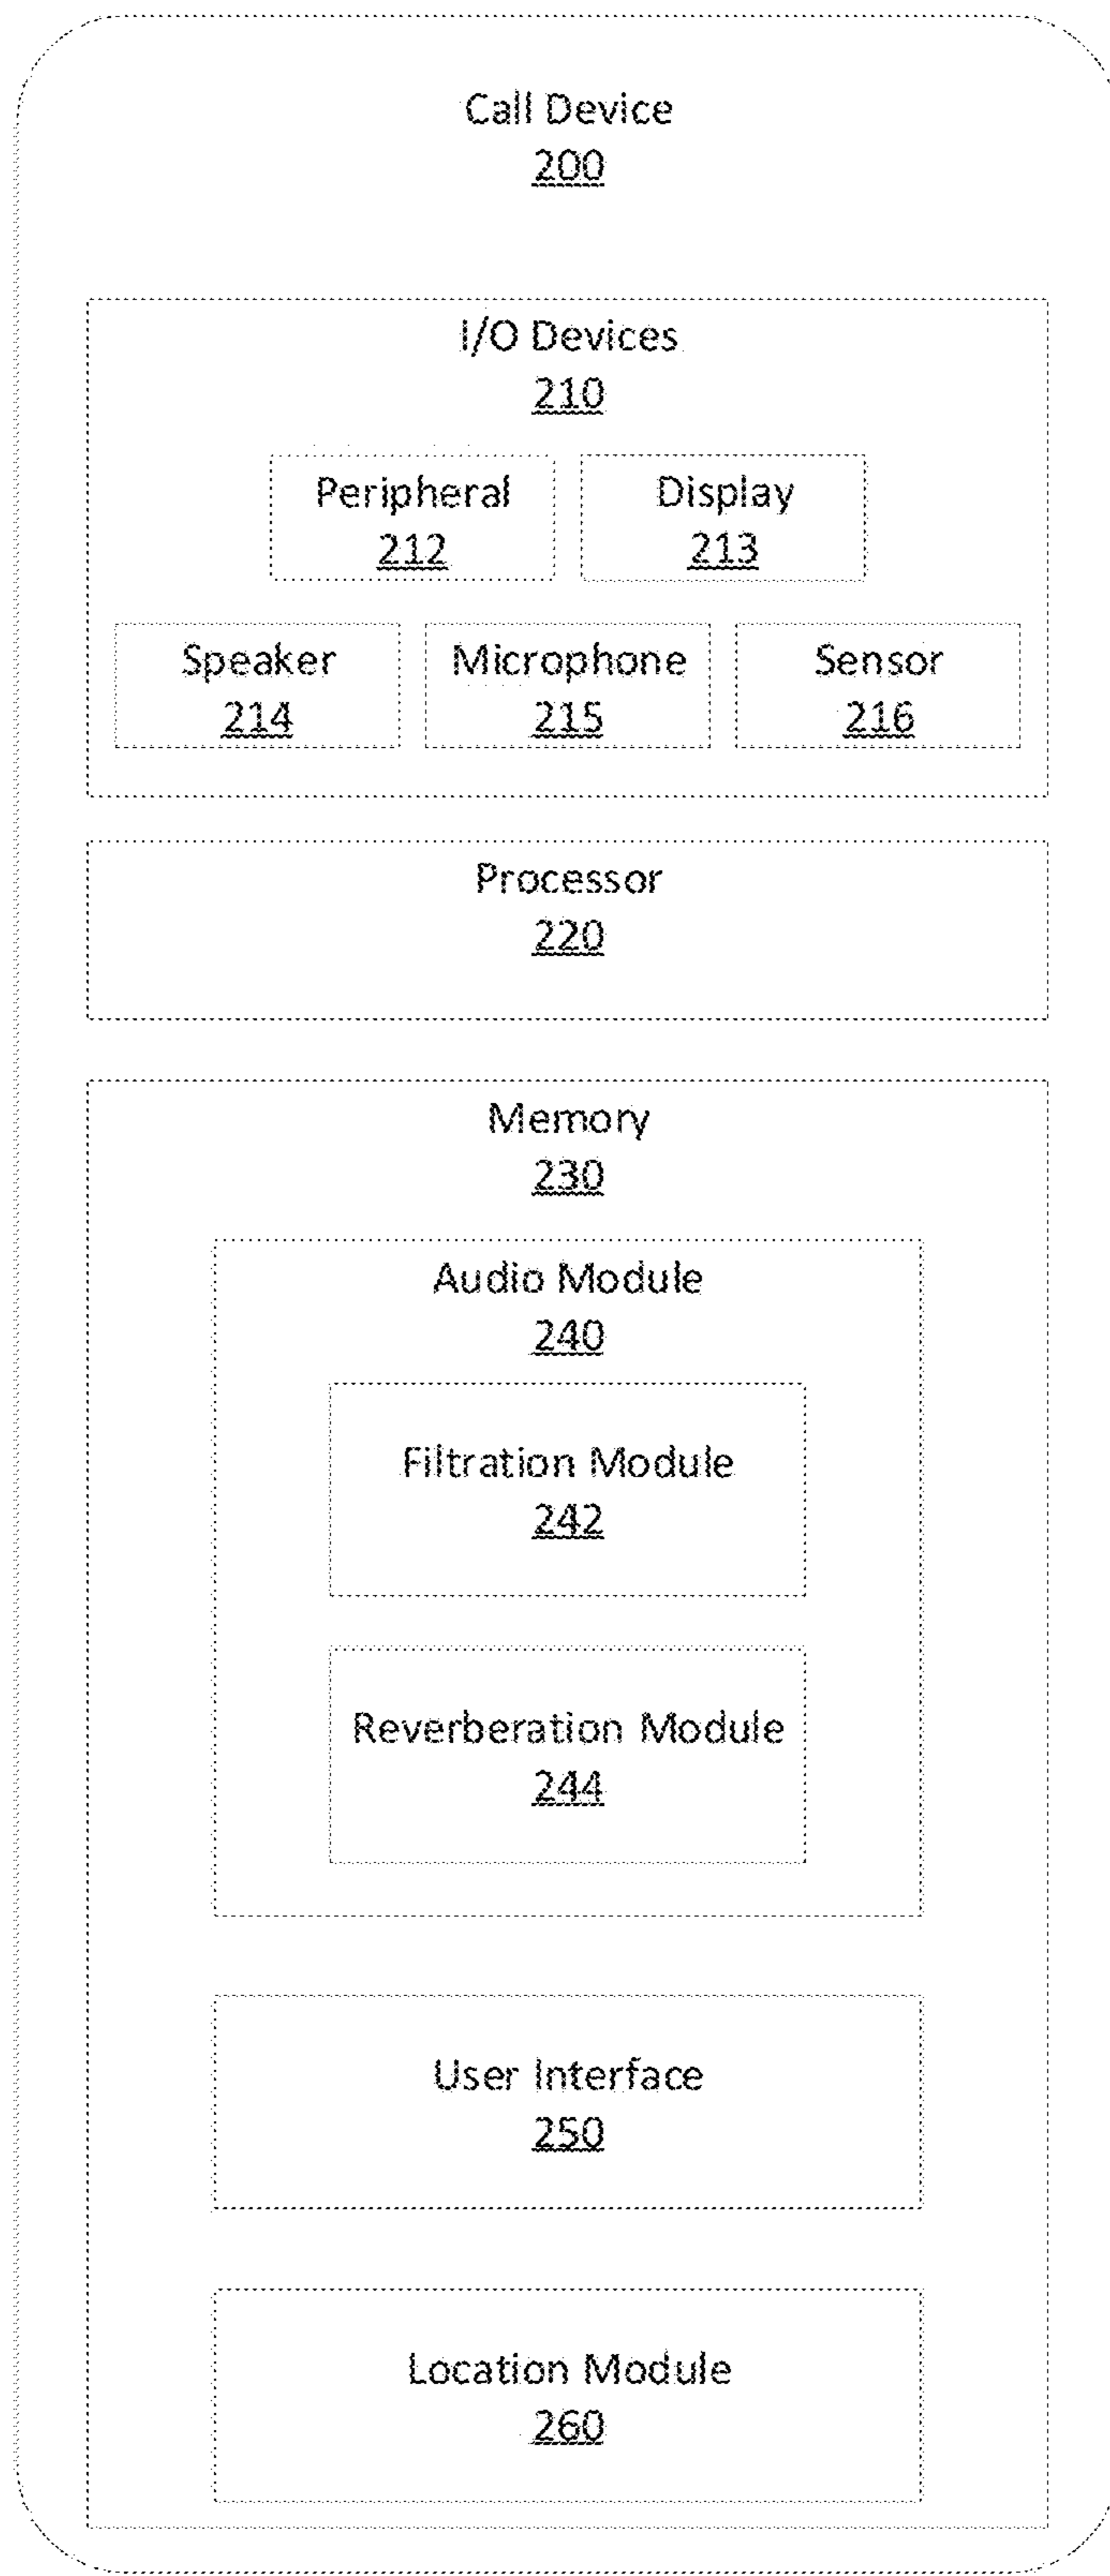 Call Device
200
I/O Devices
210
Peripheral
212
Display
213
Speaker
214
Microphone
215
Sensor
216
Processor
220
Memory
230
Audio Module
240
Filtration Module
242
Reverberation Module
244
User Interface
250
Location Module
260